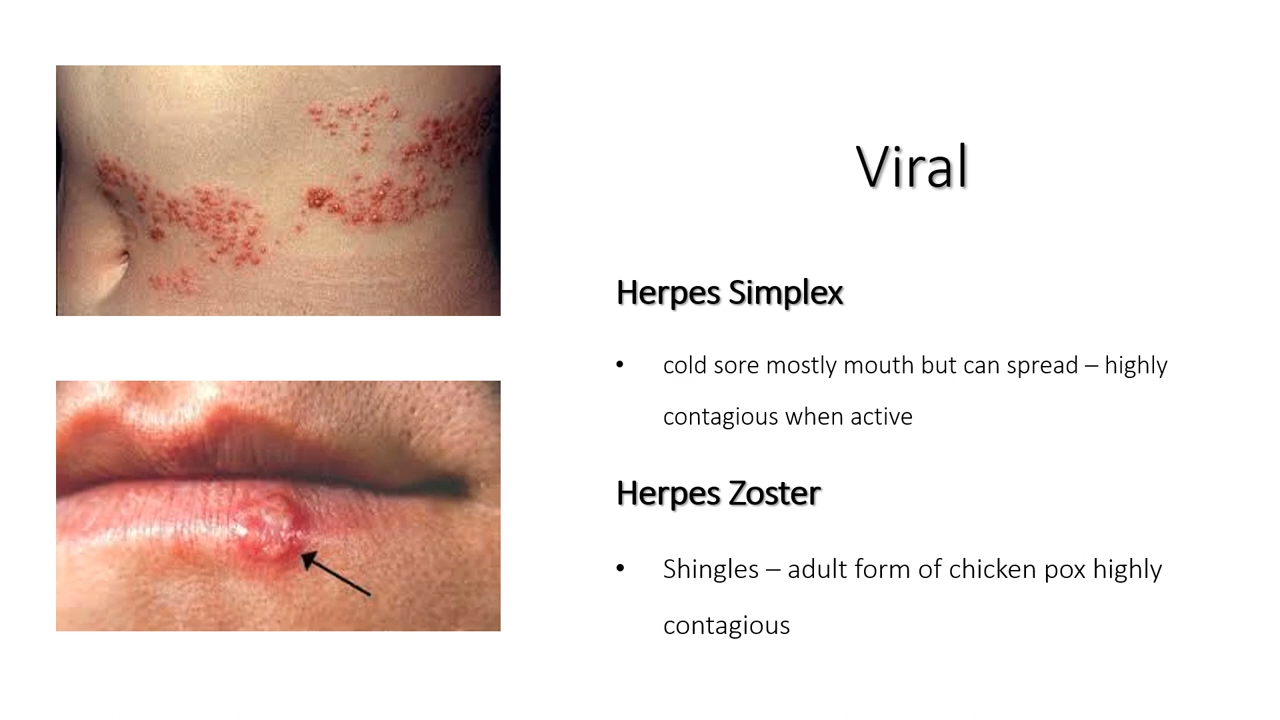 Viral
Herpes Simplex
• cold sore mostly mouth but can spread – highly
contagious when active
Herpes Zoster
• Shingles – adult form of chicken pox highly
contagious